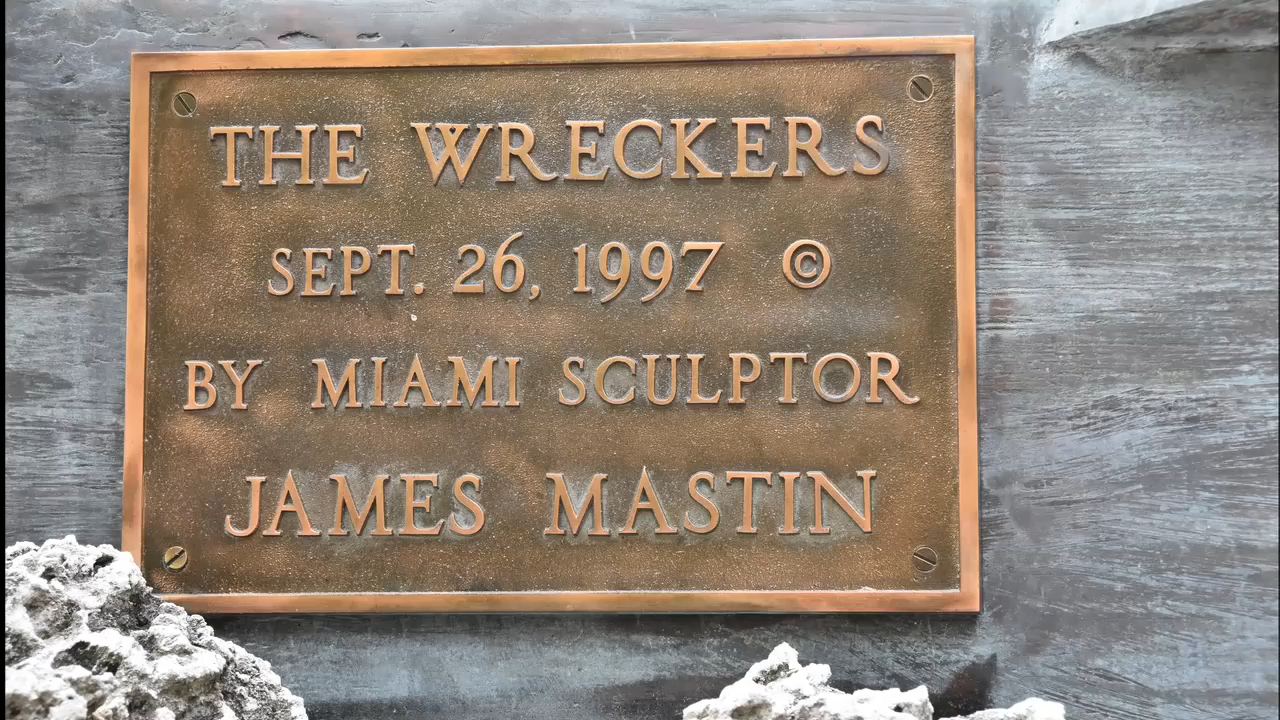 THE WRECKERS
SEPT. 26, 1997 ©
BY MIAMI SCULPTOR
JAMES MASTIN